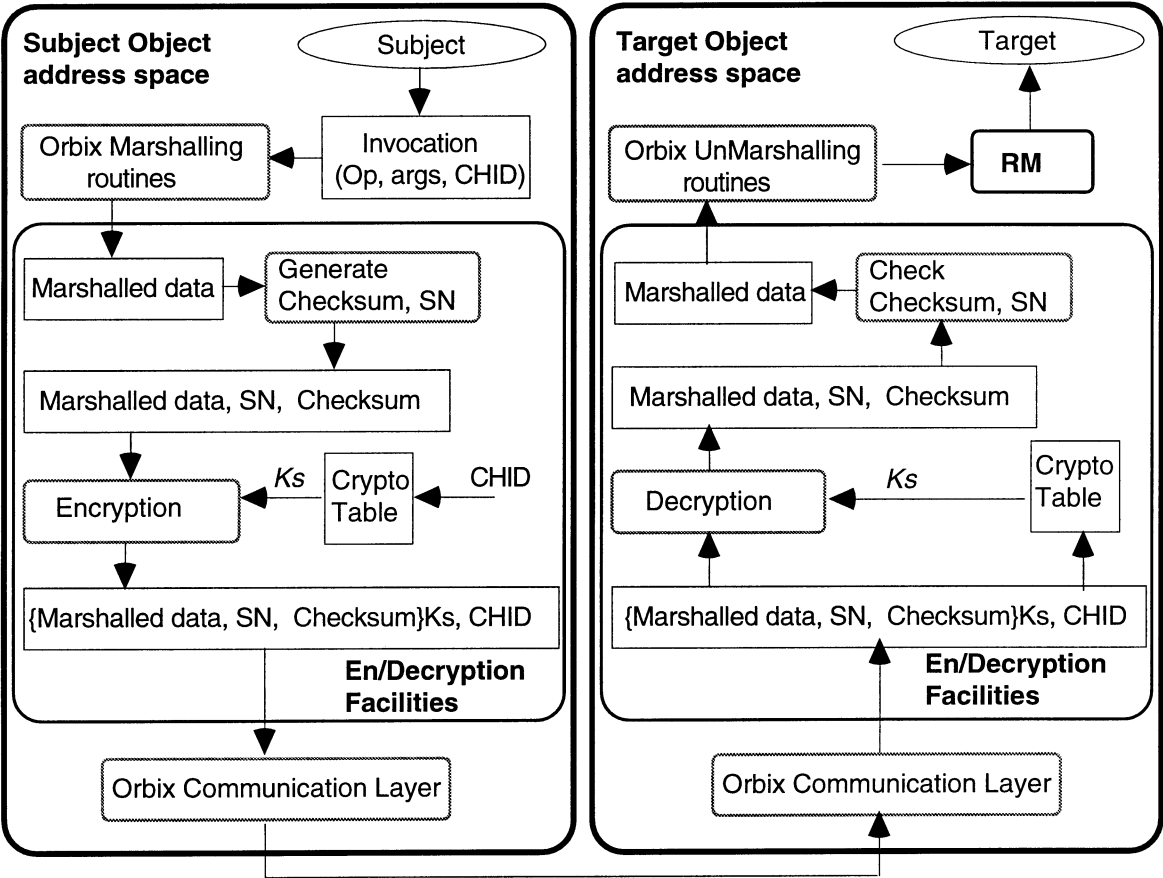 Subject Object
address space
Subject
Orbix Marshalling
routines
Invocation
(Op, args, CHID)
Marshalled data
Generate
Checksum, SN
Marshalled data, SN, Checksum
Encryption
Ks
Crypto
Table
CHID
{Marshalled data, SN, Checksum}Ks, CHID
En/Decryption
Facilities
Orbix Communication Layer
Target Object
address space
Target
Orbix UnMarshalling
routines
RM
Marshalled data
Check
Checksum, SN
Marshalled data, SN, Checksum
Decryption
Ks
Crypto
Table
{Marshalled data, SN, Checksum}Ks, CHID
En/Decryption
Facilities
Orbix Communication Layer